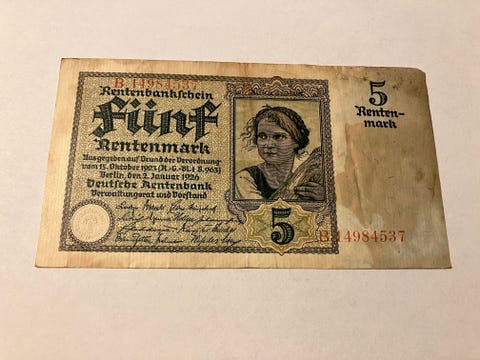 B 14984537
Rentenbankschein
Fünf
Rentenmark
Ausgegeben auf Grund der Verordnung
vom 15. Oktober 1923 (R.-G.-Bl. I S. 963)
Berlin, den 2. Januar 1926
Deutsche Rentenbank
Verwaltungsrat und Vorstand
5
Renten-
mark
5
B 14984537